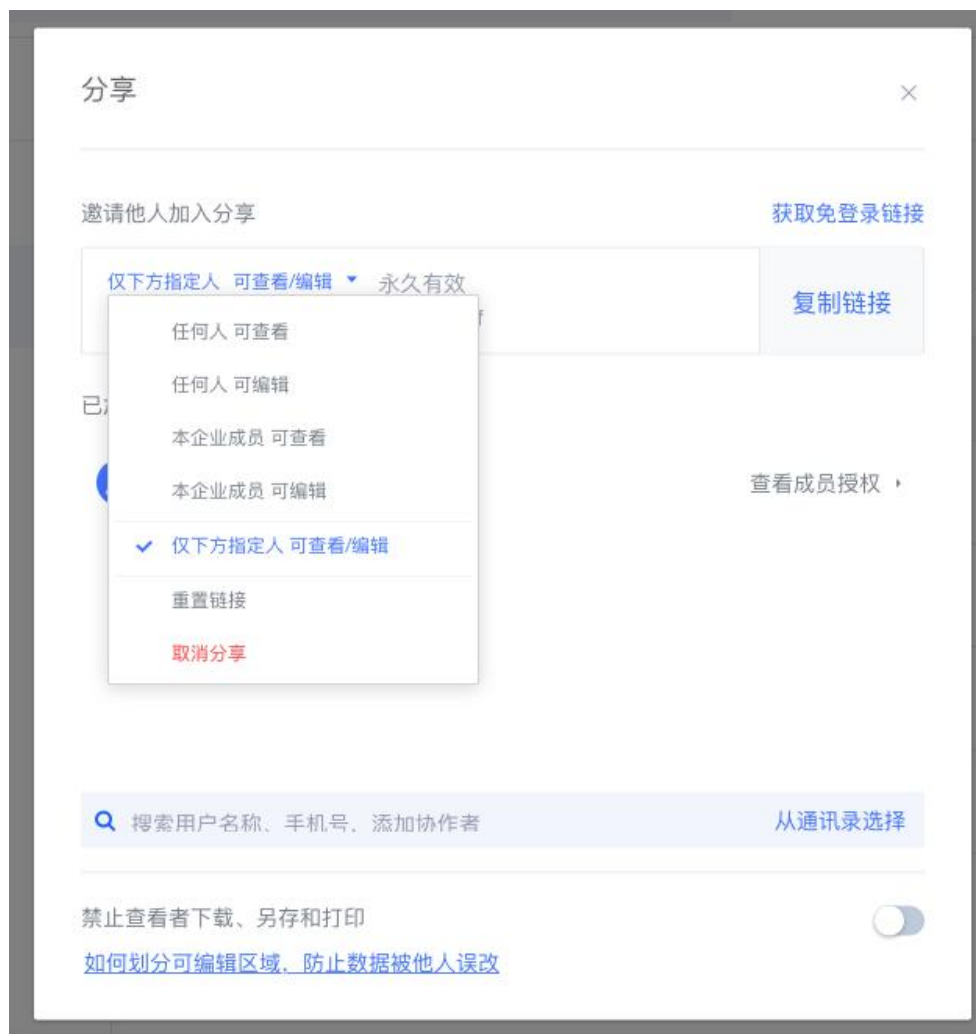 分享
邀请他人加入分享 获取免登录链接
仅下方指定人 可查看/编辑 永久有效
复制链接
任何人 可查看
任何人 可编辑
已
本企业成员 可查看
本企业成员 可编辑
查看成员授权
仅下方指定人 可查看/编辑
重置链接
取消分享
搜索用户名称、手机号，添加协作者 从通讯录选择
禁止查看者下载、另存和打印
如何划分可编辑区域，防止数据被他人误改